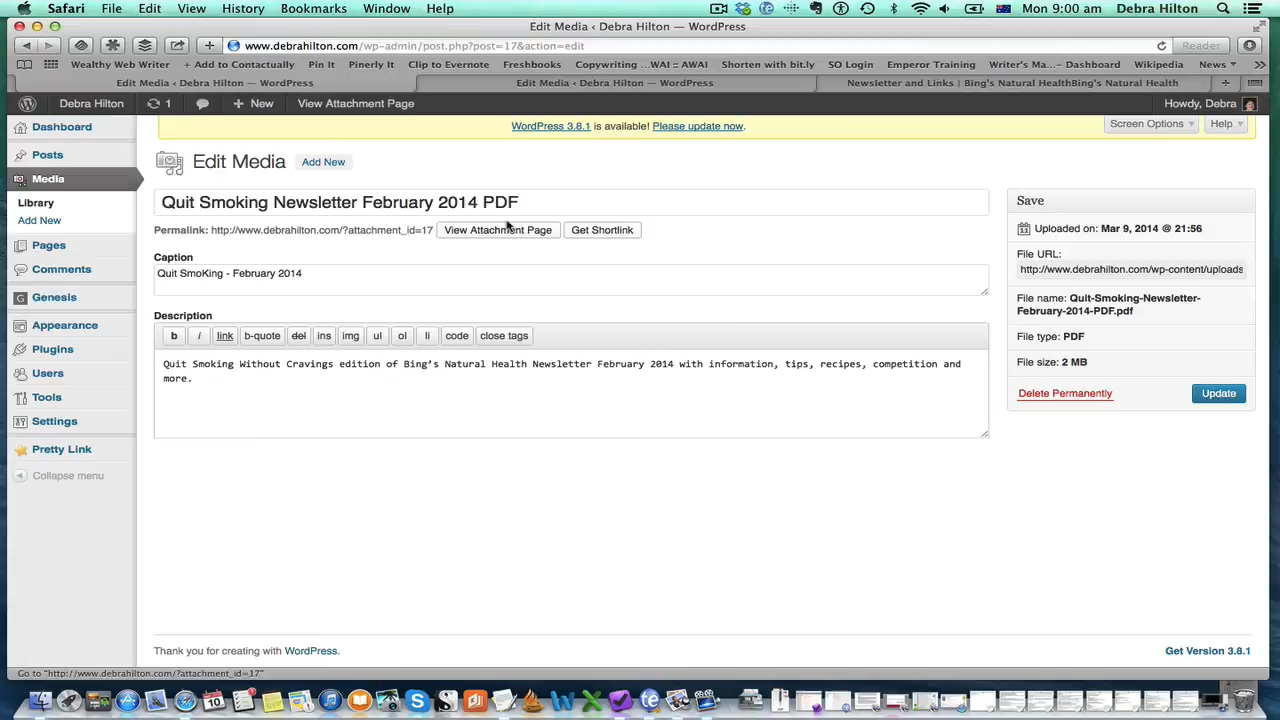 Safari File Edit View History Bookmarks Window Help Mon 9:00 am Debra Hilton
Edit Media ‹ Debra Hilton — WordPress
www.debrahilton.com/wp-admin/post.php?post=17&action=edit Reader
Wealthy Web Writer + Add to Contactually Pin It Pinerly It Clip to Evernote Freshbooks Copywriting ...WAI :: AWAI Shorten with bit.ly SO Login Emperor Training Writer's Ma... - Dashboard Wikipedia News
Edit Media ‹ Debra Hilton — WordPress Edit Media ‹ Debra Hilton — WordPress Newsletter and Links | Bing's Natural HealthBing's Natural Health
Debra Hilton 1 + New View Attachment Page Howdy, Debra
WordPress 3.8.1 is available! Please update now.
Screen Options Help
Dashboard
Posts
Media
Library
Add New
Pages
Comments
Genesis
Appearance
Plugins
Users
Tools
Settings
Pretty Link
Collapse menu
Edit Media Add New
Quit Smoking Newsletter February 2014 PDF
Permalink: http://www.debrahilton.com/?attachment_id=17 View Attachment Page Get Shortlink
Caption
Quit SmoKing - February 2014
Description
b i link b-quote del ins img ul ol li code close tags
Quit Smoking Without Cravings edition of Bing's Natural Health Newsletter February 2014 with information, tips, recipes, competition and
more.
Save
Uploaded on: Mar 9, 2014 @ 21:56
File URL:
http://www.debrahilton.com/wp-content/uploads
File name: Quit-Smoking-Newsletter-
February-2014-PDF.pdf
File type: PDF
File size: 2 MB
Delete Permanently Update
Thank you for creating with WordPress. Get Version 3.8.1
Go to "http://www.debrahilton.com/?attachment_id=17"